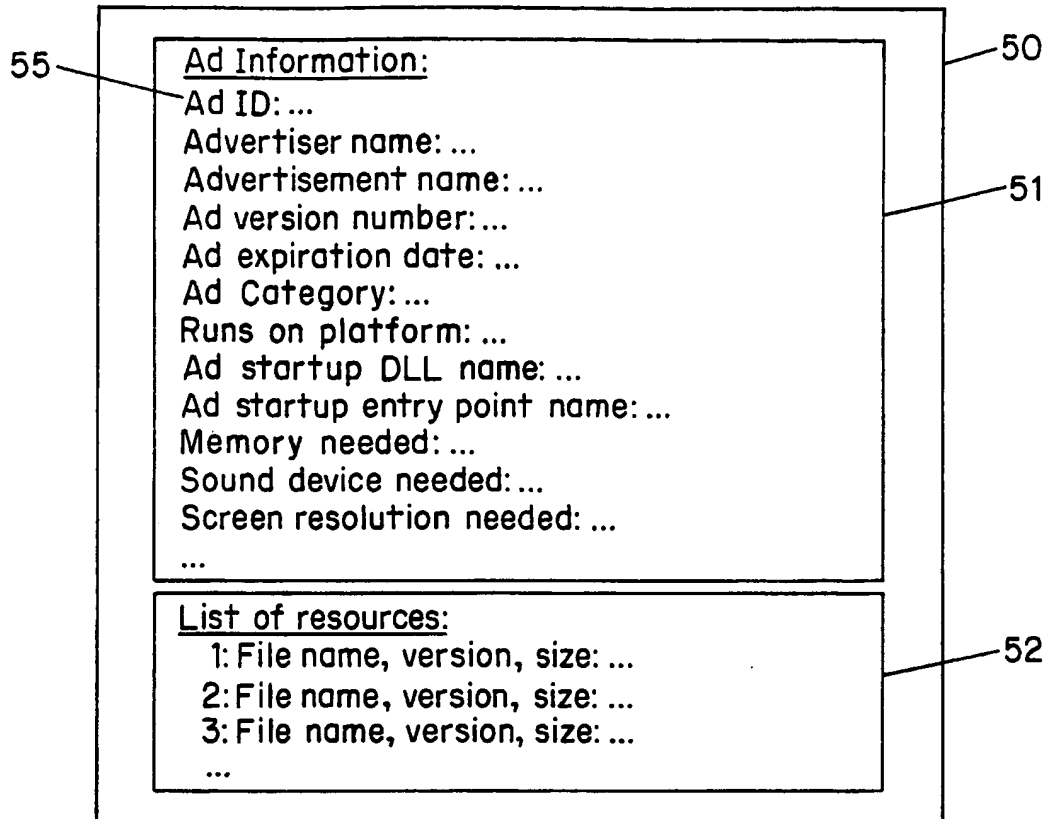 Ad Information:
55
50
Ad ID: ...
Advertiser name: ...
Advertisement name: ...
51
Ad version number: ...
Ad expiration date: ...
Ad Category: ...
Runs on platform: ...
Ad startup DLL name: ...
Ad startup entry point name: ...
Memory needed: ...
Sound device needed: ...
Screen resolution needed: ...
...
List of resources:
1: File name, version, size: ...
52
2: File name, version, size: ...
3: File name, version, size: ...
...